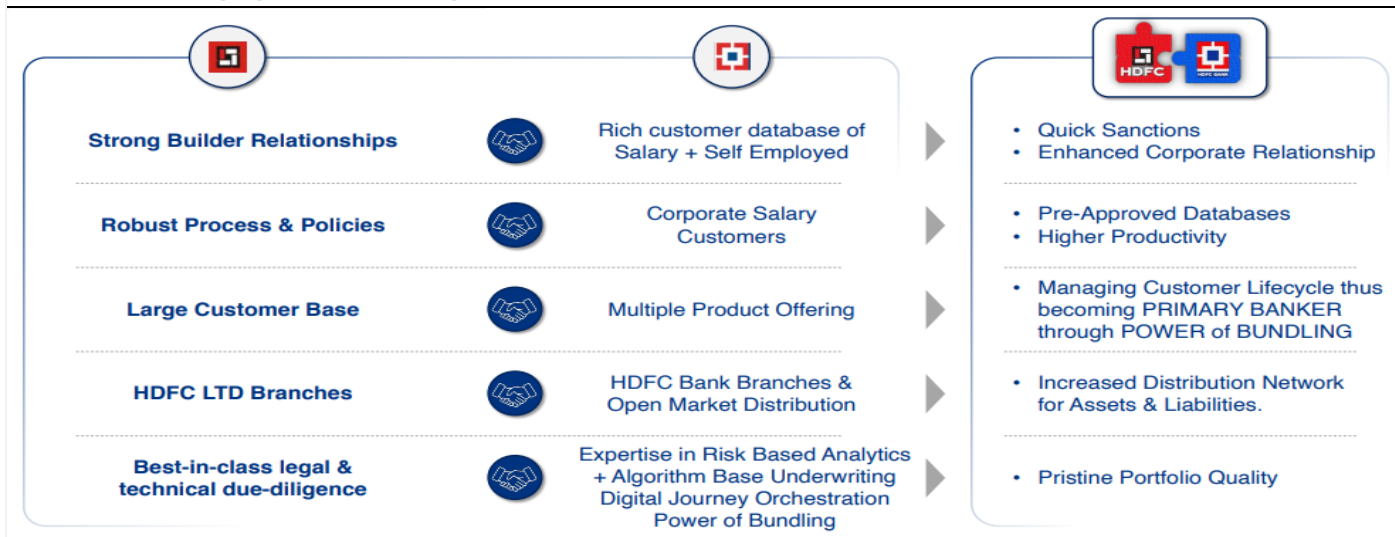 HDFC
HDFC BANK
Strong Builder Relationships
Rich customer database of
Salary + Self Employed
• Quick Sanctions
• Enhanced Corporate Relationship
Robust Process & Policies
Corporate Salary
Customers
• Pre-Approved Databases
• Higher Productivity
Large Customer Base
Multiple Product Offering
• Managing Customer Lifecycle thus
becoming PRIMARY BANKER
through POWER of BUNDLING
HDFC LTD Branches
HDFC Bank Branches &
Open Market Distribution
• Increased Distribution Network
for Assets & Liabilities.
Best-in-class legal &
technical due-diligence
Expertise in Risk Based Analytics
+ Algorithm Base Underwriting
Digital Journey Orchestration
Power of Bundling
• Pristine Portfolio Quality